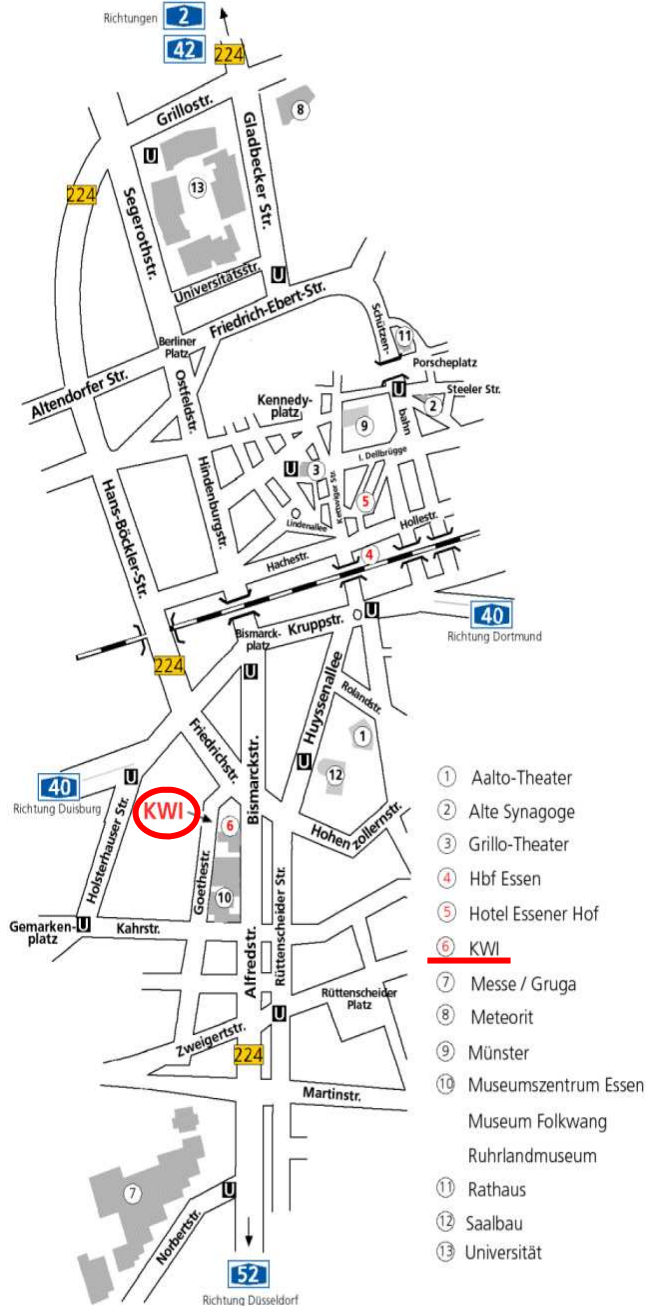 Richtungen 2
42
224
Grillostr.
8
Gladbecker Str.
U
13
224
Segerothstr.
Universitätsstr.
U
Friedrich-Ebert-Str.
Schützen-
11
Berliner
Platz
Porscheplatz
Altendorfer Str.
Ostfeldstr.
Kennedy-
platz
U
Steeler Str.
2
9
bahn
Hindenburgstr.
U
3
I. Dellbrügge
Kettwiger Str.
Hans-Böckler-Str.
5
Lindenallee
Hollestr.
Hachestr.
4
40
Richtung Dortmund
Bismarck-
platz
Kruppstr.
U
224
U
Huyssenallee
Rolandstr.
Friedrichstr.
1
40
Richtung Duisburg
U
Bismarckstr.
U
12
KWI
6
Holsterhauser Str.
Goethestr.
Hohenzollernstr.
10
Gemarken-
platz
U
Kahrstr.
Alfredstr.
Rüttenscheider Str.
Rüttenscheider
Platz
U
Zweigertstr.
224
Martinstr.
7
U
Norbertstr.
52
Richtung Düsseldorf
1 Aalto-Theater
2 Alte Synagoge
3 Grillo-Theater
4 Hbf Essen
5 Hotel Essener Hof
6 KWI
7 Messe / Gruga
8 Meteorit
9 Münster
10 Museumszentrum Essen
Museum Folkwang
Ruhrlandmuseum
11 Rathaus
12 Saalbau
13 Universität